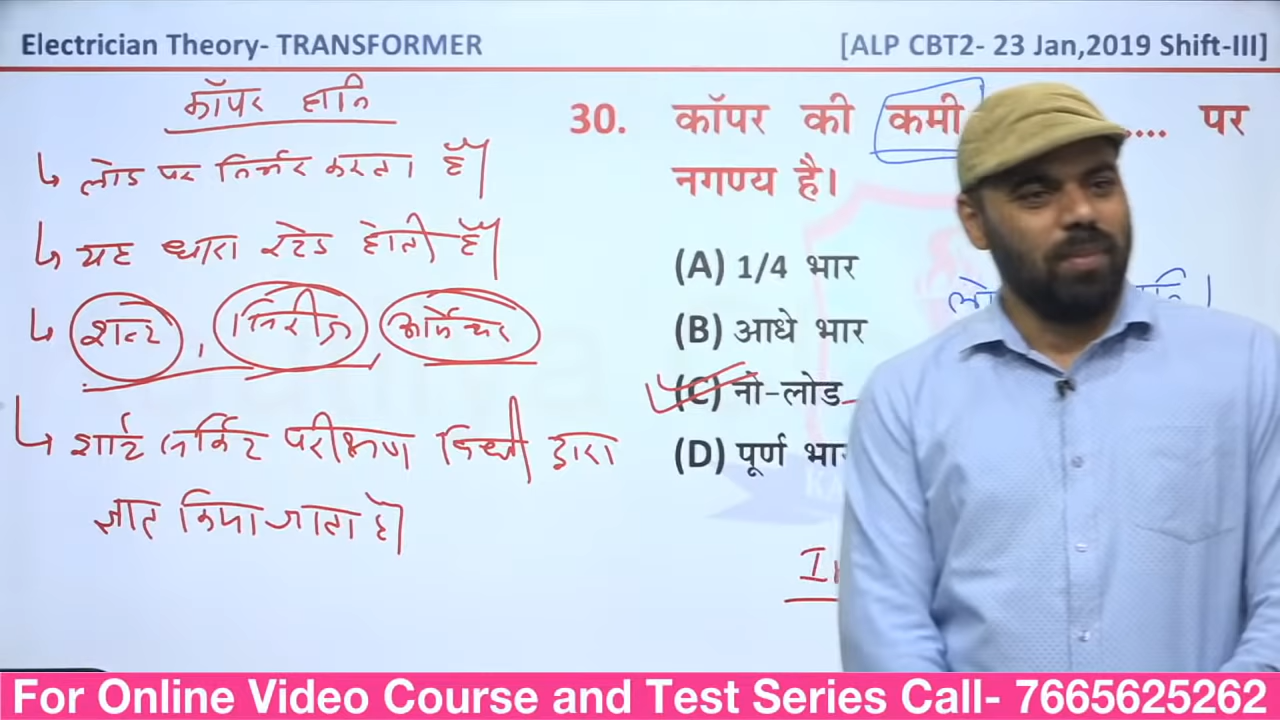 Electrician Theory- TRANSFORMER
[ALP CBT2- 23 Jan,2019 Shift-III]
कॉपर हानि
लोड पर निर्भर करता है।
यह धारा रटेड होती है।
शन्ट, सिरीज, आर्मेचर
शार्ट सर्किट परीक्षण विधी द्वारा
ज्ञात किया जाता है।
30. कॉपर की कमी .... पर
नगण्य है।
(A) 1/4 भार
(B) आधे भार
(C) नो-लोड
(D) पूर्ण भार
For Online Video Course and Test Series Call- 7665625262